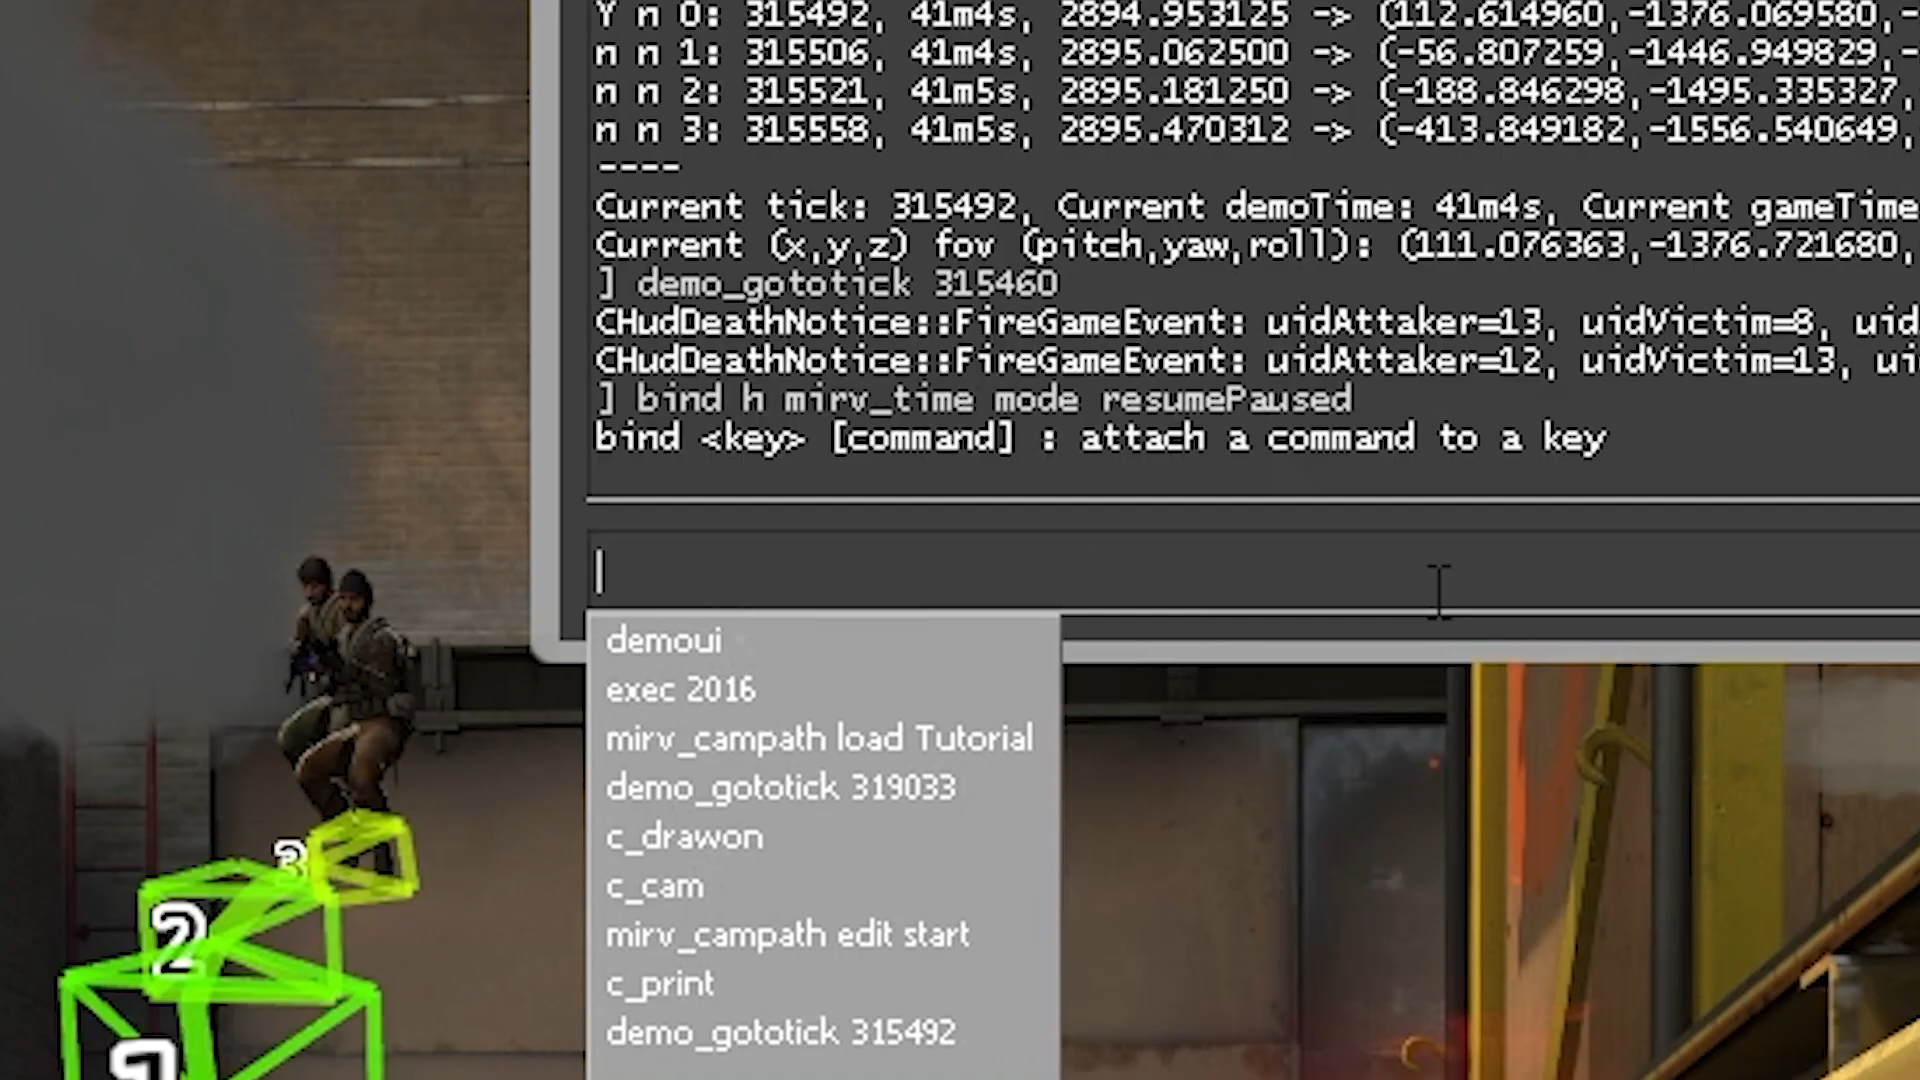 Y n 0: 315492, 41m4s, 2894.953125 -> (112.614960,-1376.069580,-
n n 1: 315506, 41m4s, 2895.062500 -> (-56.807259,-1446.949829,-
n n 2: 315521, 41m5s, 2895.181250 -> (-188.846298,-1495.335327,
n n 3: 315558, 41m5s, 2895.470312 -> (-413.849182,-1556.540649,
----
Current tick: 315492, Current demoTime: 41m4s, Current gameTime
Current (x,y,z) fov (pitch,yaw,roll): (111.076363,-1376.721680,
] demo_gototick 315460
CHudDeathNotice::FireGameEvent: uidAttaker=13, uidVictim=8, uid
CHudDeathNotice::FireGameEvent: uidAttaker=12, uidVictim=13, ui
] bind h mirv_time mode resumePaused
bind <key> [command] : attach a command to a key
demoui
exec 2016
mirv_campath load Tutorial
demo_gototick 319033
c_drawon
c_cam
mirv_campath edit start
c_print
demo_gototick 315492
3
2
1